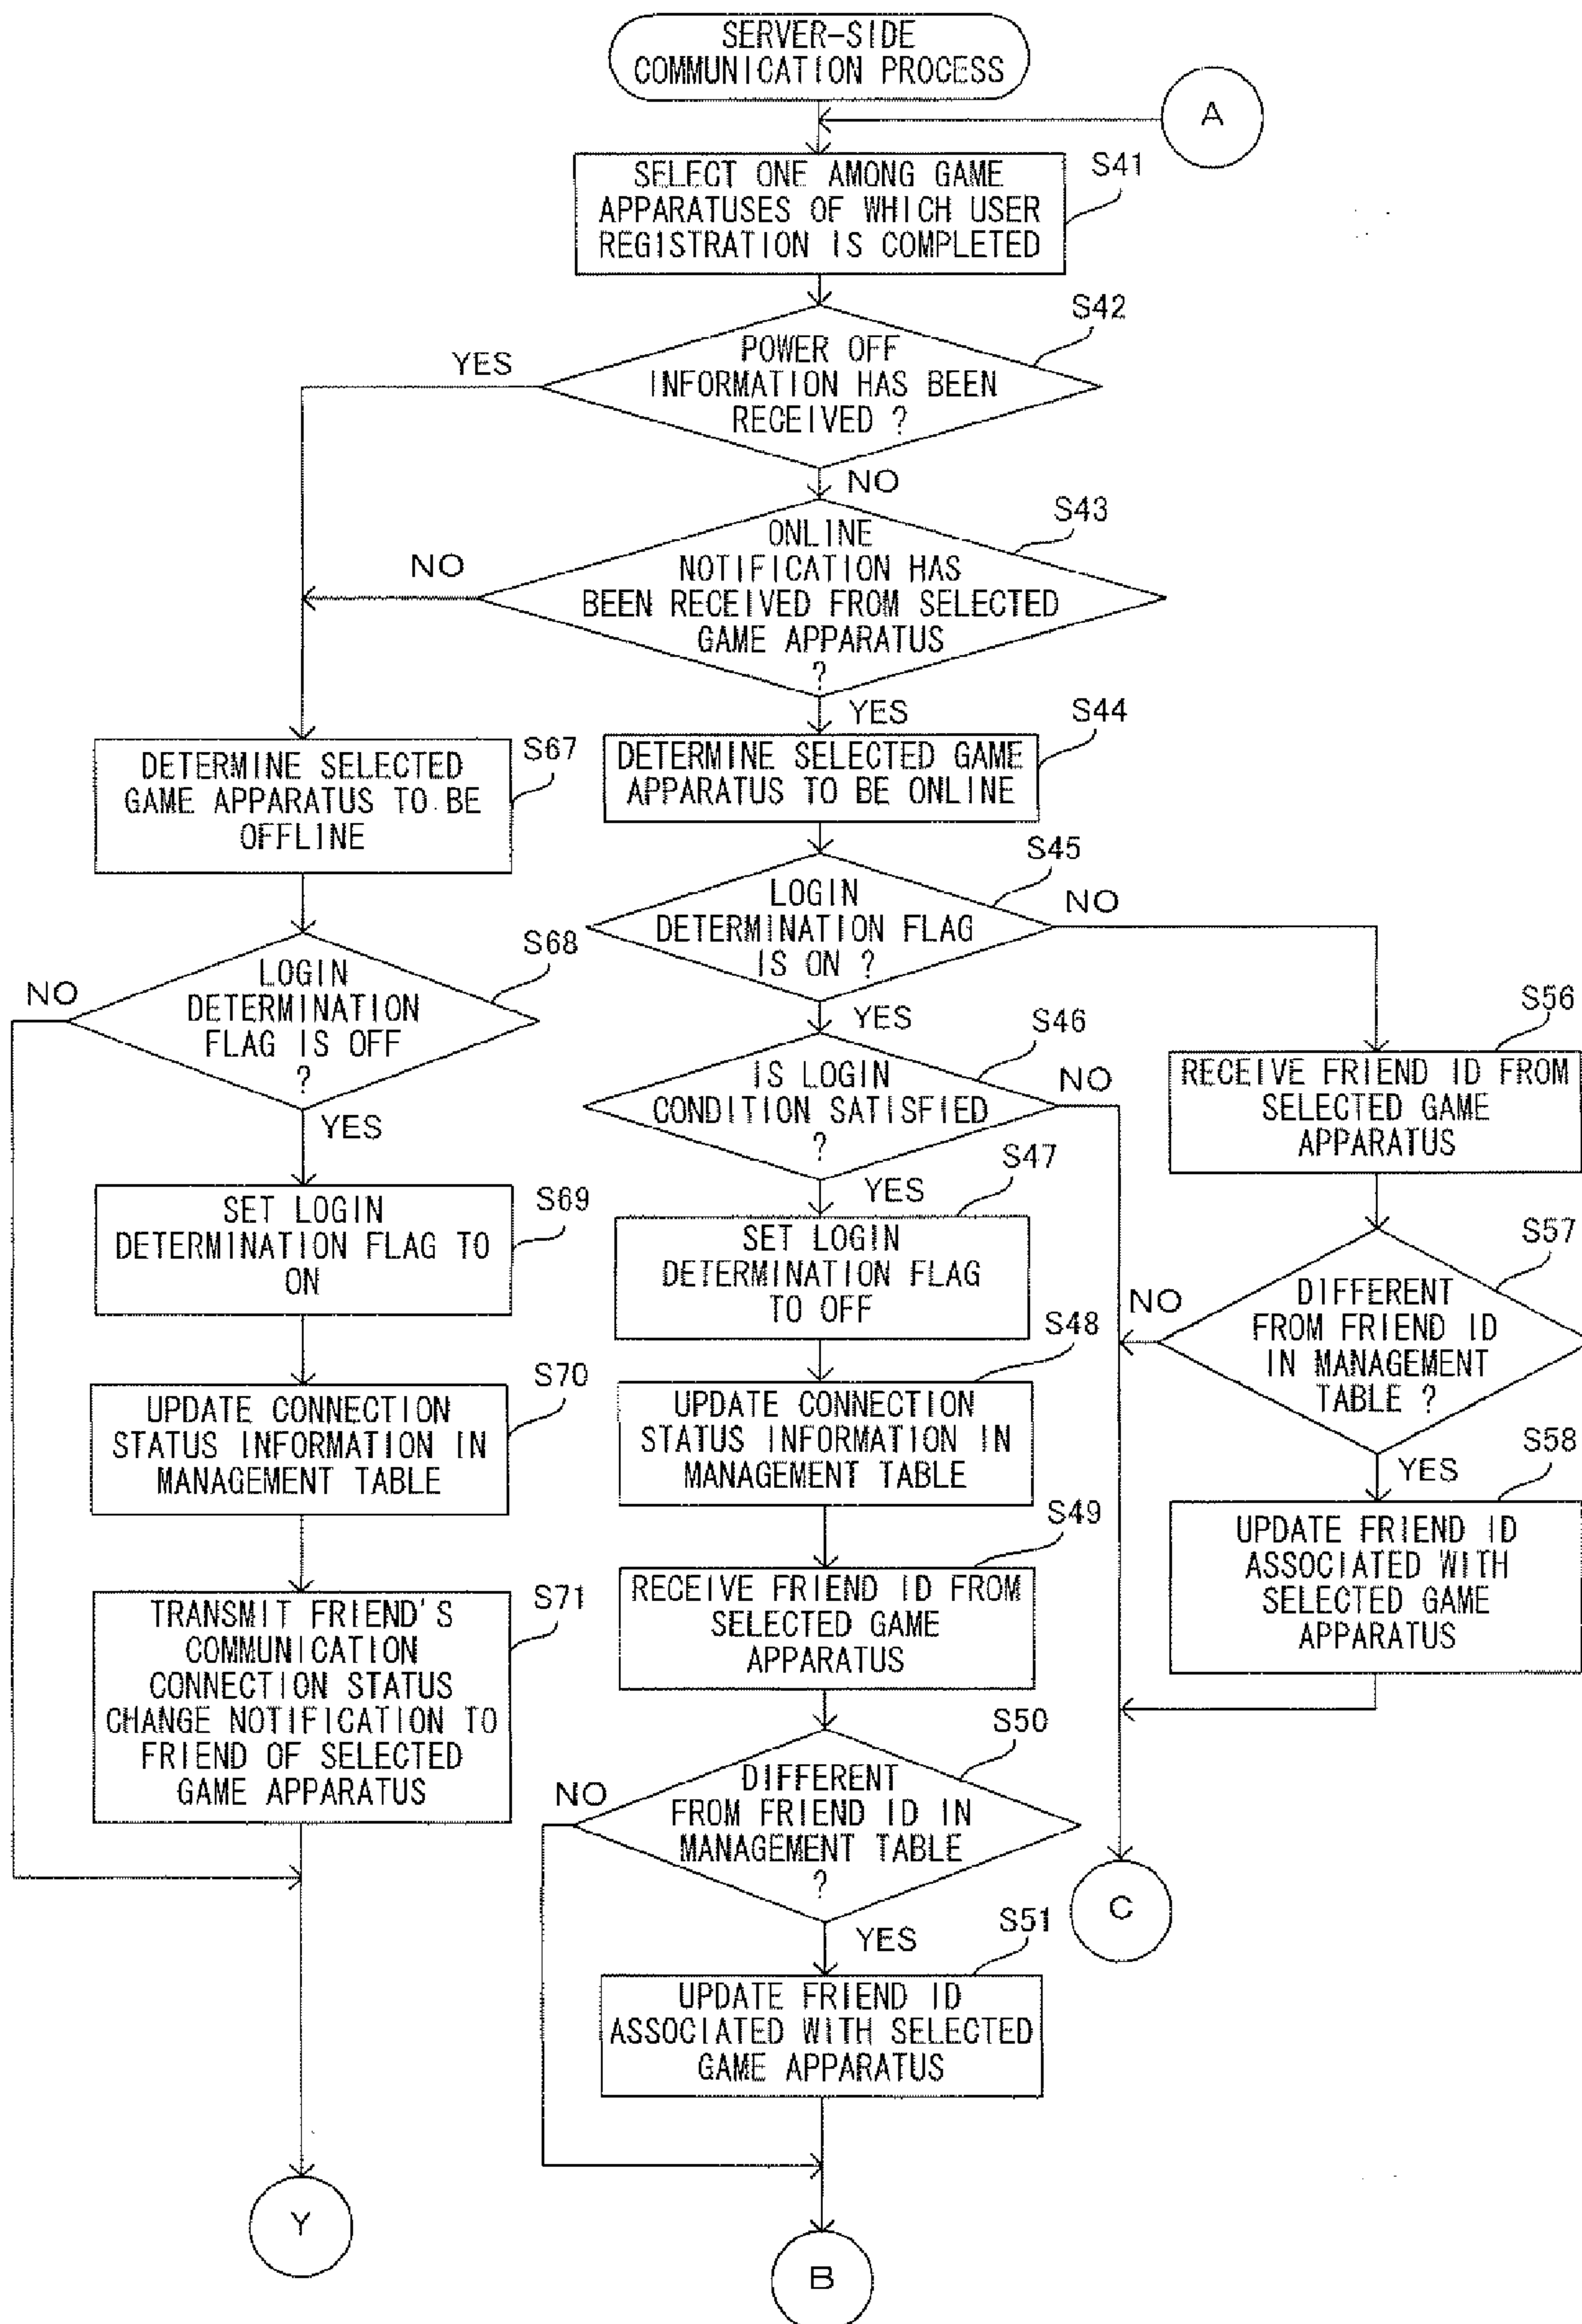 SERVER-SIDE
COMMUNICATION PROCESS
A
SELECT ONE AMONG GAME
APPARATUSES OF WHICH USER
REGISTRATION IS COMPLETED
S41
POWER OFF
INFORMATION HAS BEEN
RECEIVED ?
S42
YES
NO
ONLINE
NOTIFICATION HAS
BEEN RECEIVED FROM SELECTED
GAME APPARATUS
?
S43
NO
YES
DETERMINE SELECTED GAME
APPARATUS TO BE ONLINE
S44
DETERMINE SELECTED
GAME APPARATUS TO BE
OFFLINE
S67
LOGIN
DETERMINATION FLAG
IS ON ?
S45
NO
YES
LOGIN
DETERMINATION
FLAG IS OFF
?
S68
NO
YES
IS LOGIN
CONDITION SATISFIED
?
S46
NO
YES
RECEIVE FRIEND ID FROM
SELECTED GAME
APPARATUS
S56
SET LOGIN
DETERMINATION FLAG TO
ON
S69
SET LOGIN
DETERMINATION FLAG
TO OFF
S47
DIFFERENT
FROM FRIEND ID
IN MANAGEMENT
TABLE ?
S57
NO
YES
UPDATE CONNECTION
STATUS INFORMATION IN
MANAGEMENT TABLE
S70
UPDATE CONNECTION
STATUS INFORMATION IN
MANAGEMENT TABLE
S48
UPDATE FRIEND ID
ASSOCIATED WITH
SELECTED GAME
APPARATUS
S58
TRANSMIT FRIEND'S
COMMUNICATION
CONNECTION STATUS
CHANGE NOTIFICATION TO
FRIEND OF SELECTED
GAME APPARATUS
S71
RECEIVE FRIEND ID FROM
SELECTED GAME
APPARATUS
S49
DIFFERENT
FROM FRIEND ID IN
MANAGEMENT TABLE
?
S50
NO
YES
C
UPDATE FRIEND ID
ASSOCIATED WITH SELECTED
GAME APPARATUS
S51
Y
B